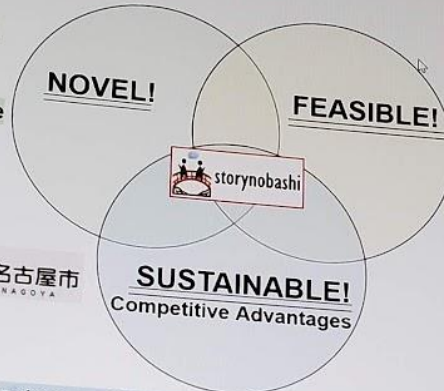 NOVEL!
FEASIBLE!
storynobashi
名古屋市
NAGOYA
SUSTAINABLE!
Competitive Advantages